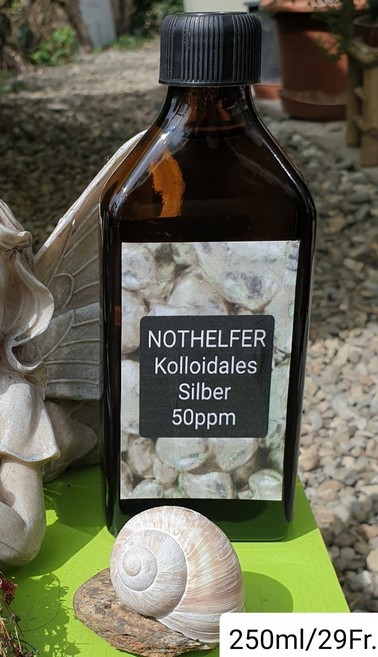 NOTHELFER
Kolloidales
Silber
50ppm
250ml/29Fr.